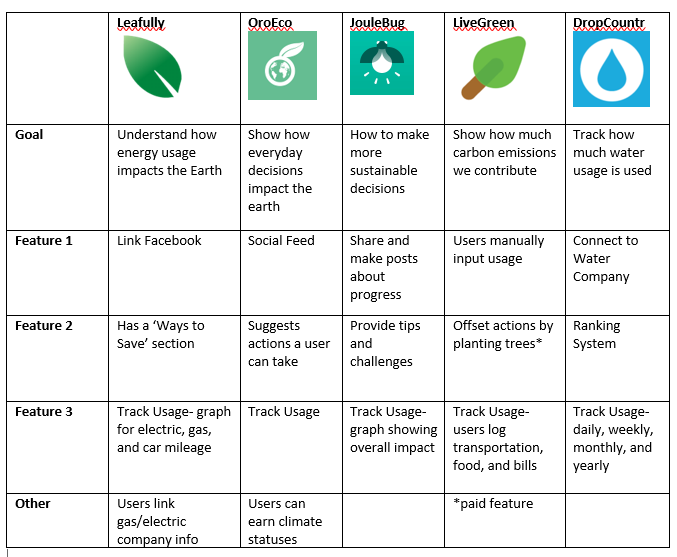 Leafully
OroEco
JouleBug
LiveGreen
DropCountr
Goal
Understand how
energy usage
impacts the Earth
Show how
everyday
decisions
impact the
earth
How to make
more
sustainable
decisions
Show how much
carbon emissions
we contribute
Track how
much water
usage is used
Feature 1
Link Facebook
Social Feed
Share and
make posts
about
progress
Users manually
input usage
Connect to
Water
Company
Feature 2
Has a ‘Ways to
Save’ section
Suggests
actions a user
can take
Provide tips
and
challenges
Offset actions by
planting trees*
Ranking
System
Feature 3
Track Usage- graph
for electric, gas,
and car mileage
Track Usage
Track Usage-
graph showing
overall impact
Track Usage-
users log
transportation,
food, and bills
Track Usage-
daily, weekly,
monthly, and
yearly
Other
Users link
gas/electric
company info
Users can
earn climate
statuses
*paid feature